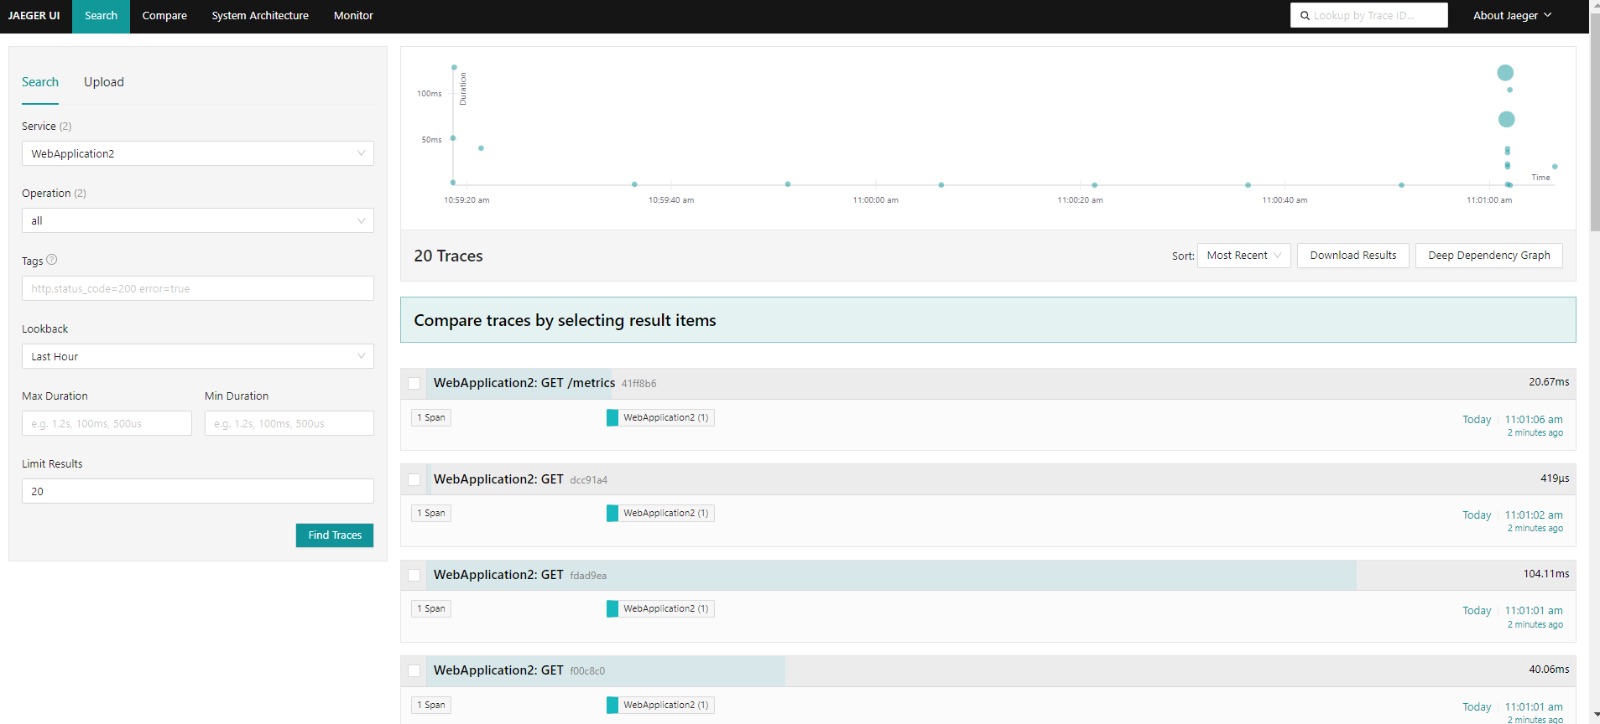 JAEGER UI Search Compare System Architecture Monitor Lookup by Trace ID... About Jaeger
Search Upload
Service (2)
WebApplication2
Operation (2)
all
Tags
http.status_code=200 error=true
Lookback
Last Hour
Max Duration Min Duration
e.g. 1.2s, 100ms, 500us e.g. 1.2s, 100ms, 500us
Limit Results
20
Find Traces
Duration
100ms
50ms
Time
10:59:20 am 10:59:40 am 11:00:00 am 11:00:20 am 11:00:40 am 11:01:00 am
20 Traces Sort: Most Recent Download Results Deep Dependency Graph
Compare traces by selecting result items
WebApplication2: GET /metrics 41ff8b6 20.67ms
1 Span WebApplication2 (1) Today 11:01:06 am
2 minutes ago
WebApplication2: GET dcc91a4 419μs
1 Span WebApplication2 (1) Today 11:01:02 am
2 minutes ago
WebApplication2: GET fdad9ea 104.11ms
1 Span WebApplication2 (1) Today 11:01:01 am
2 minutes ago
WebApplication2: GET f00c8c0 40.06ms
1 Span WebApplication2 (1) Today 11:01:01 am
2 minutes ago